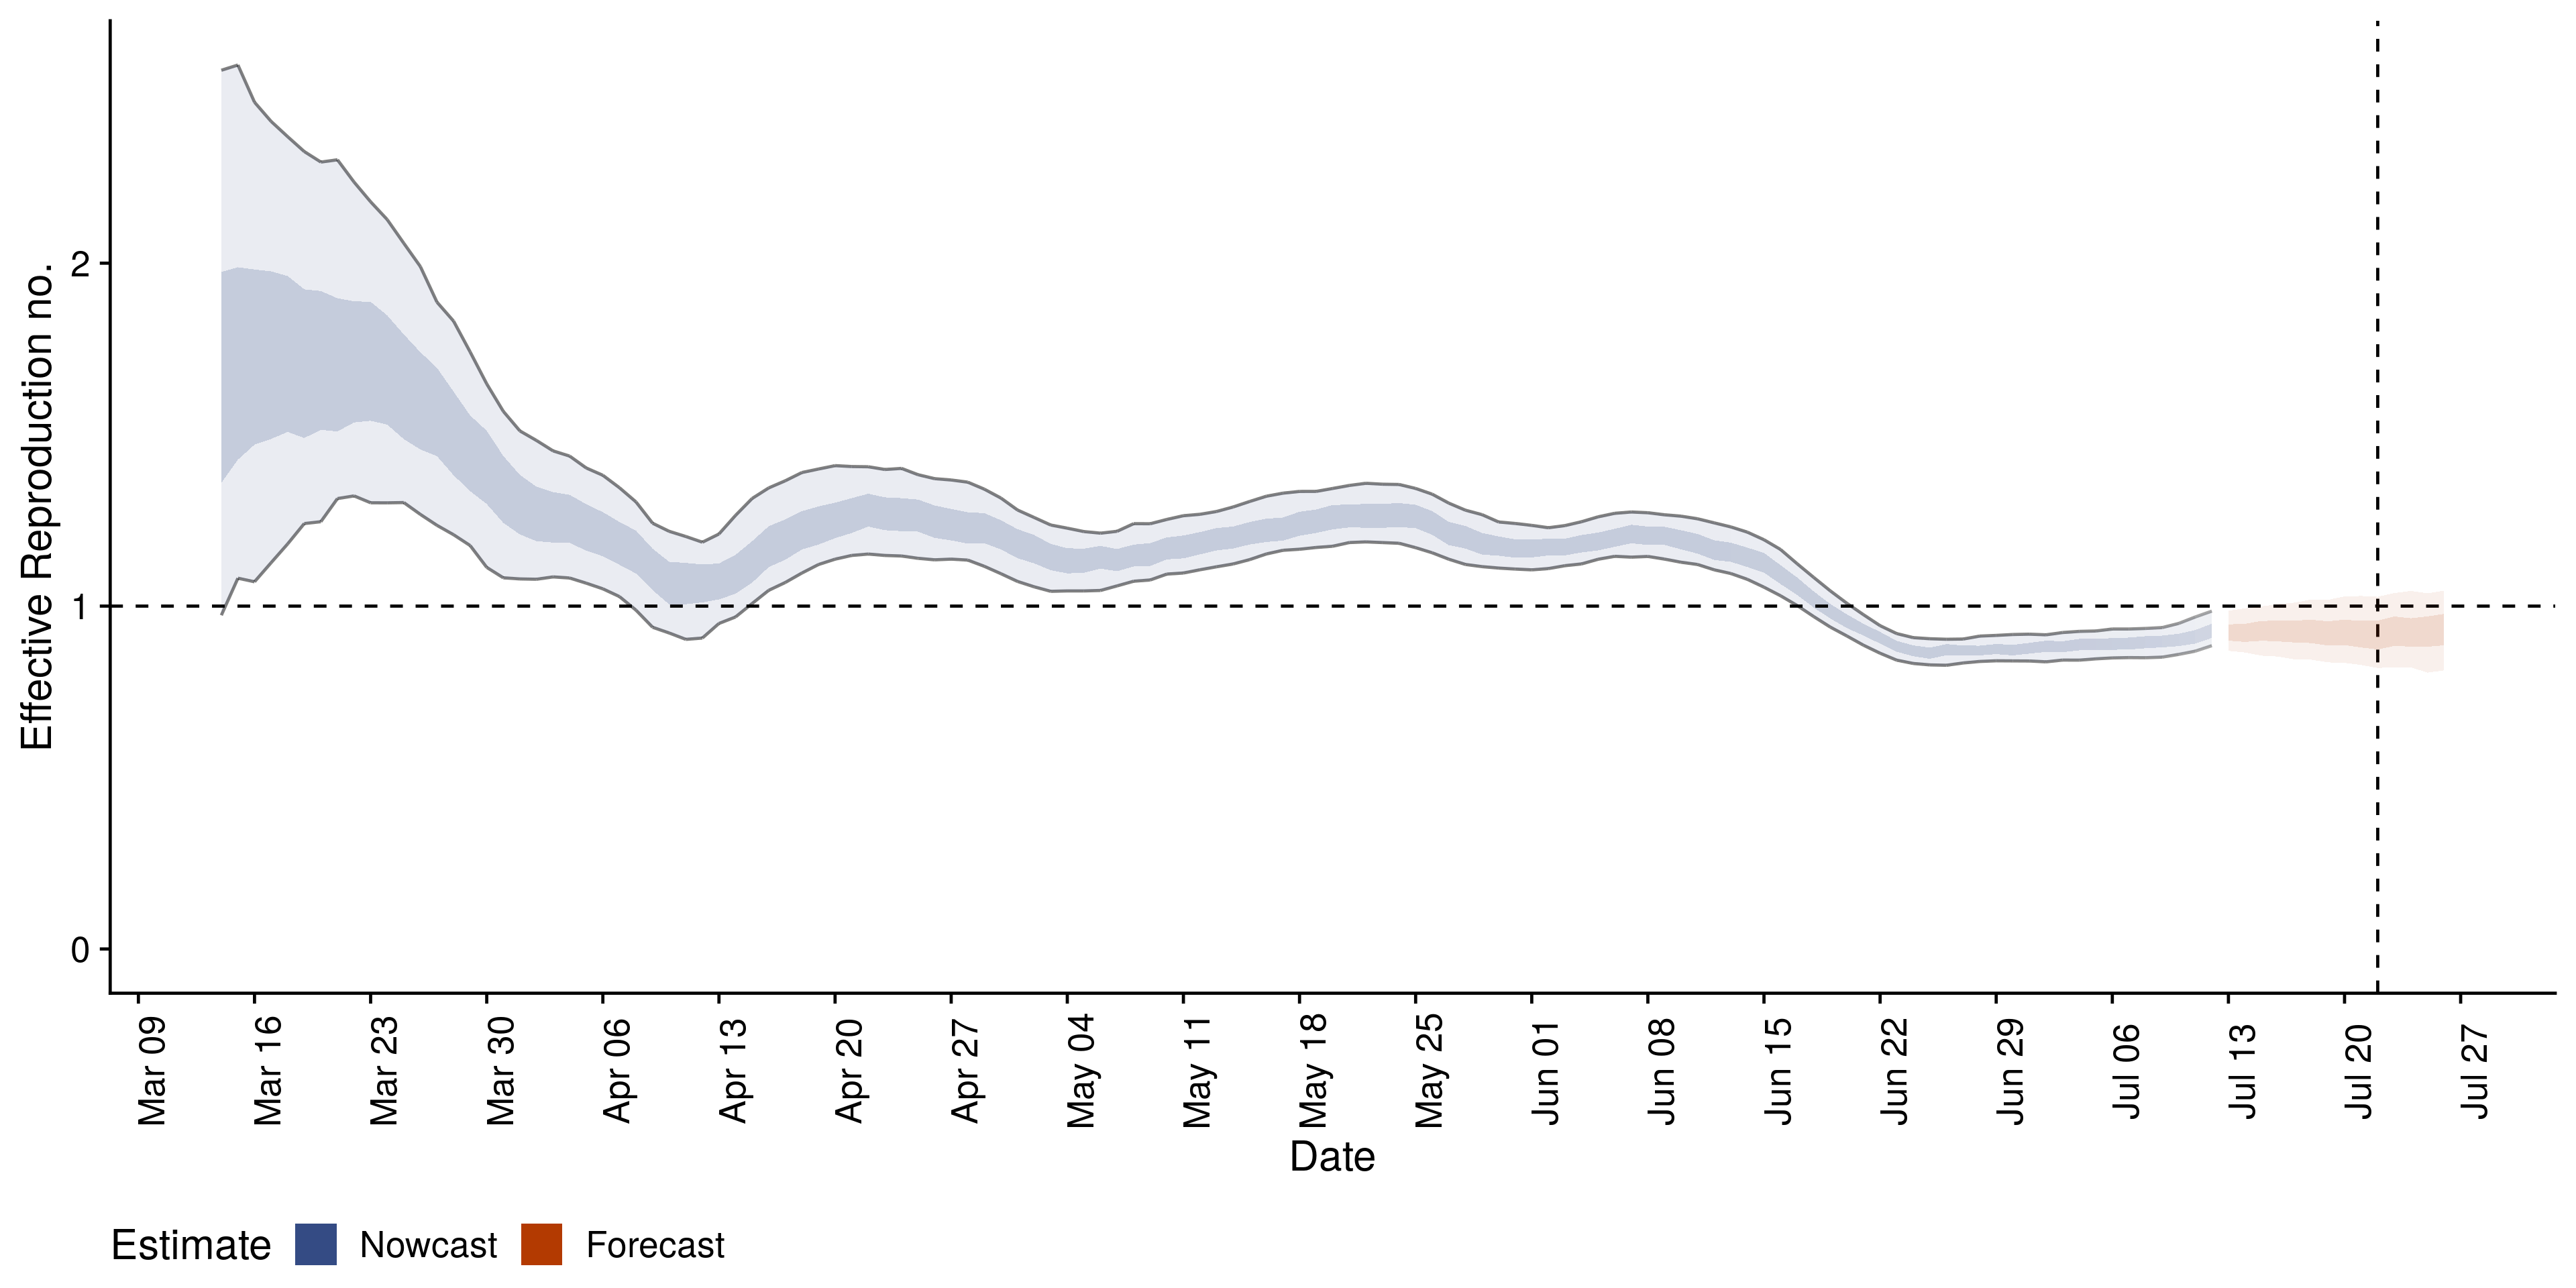 Effective Reproduction no.
2
1
0
Mar 09
Mar 16
Mar 23
Mar 30
Apr 06
Apr 13
Apr 20
Apr 27
May 04
May 11
May 18
May 25
Jun 01
Jun 08
Jun 15
Jun 22
Jun 29
Jul 06
Jul 13
Jul 20
Jul 27
Date
Estimate Nowcast Forecast